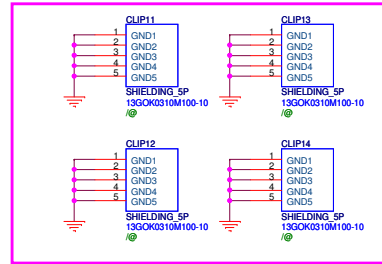 CLIP11
1 GND1
2 GND2
3 GND3
4 GND4
5 GND5
SHIELDING_5P
13GOK0310M100-10
/@
CLIP13
1 GND1
2 GND2
3 GND3
4 GND4
5 GND5
SHIELDING_5P
13GOK0310M100-10
/@
CLIP12
1 GND1
2 GND2
3 GND3
4 GND4
5 GND5
SHIELDING_5P
13GOK0310M100-10
/@
CLIP14
1 GND1
2 GND2
3 GND3
4 GND4
5 GND5
SHIELDING_5P
13GOK0310M100-10
/@